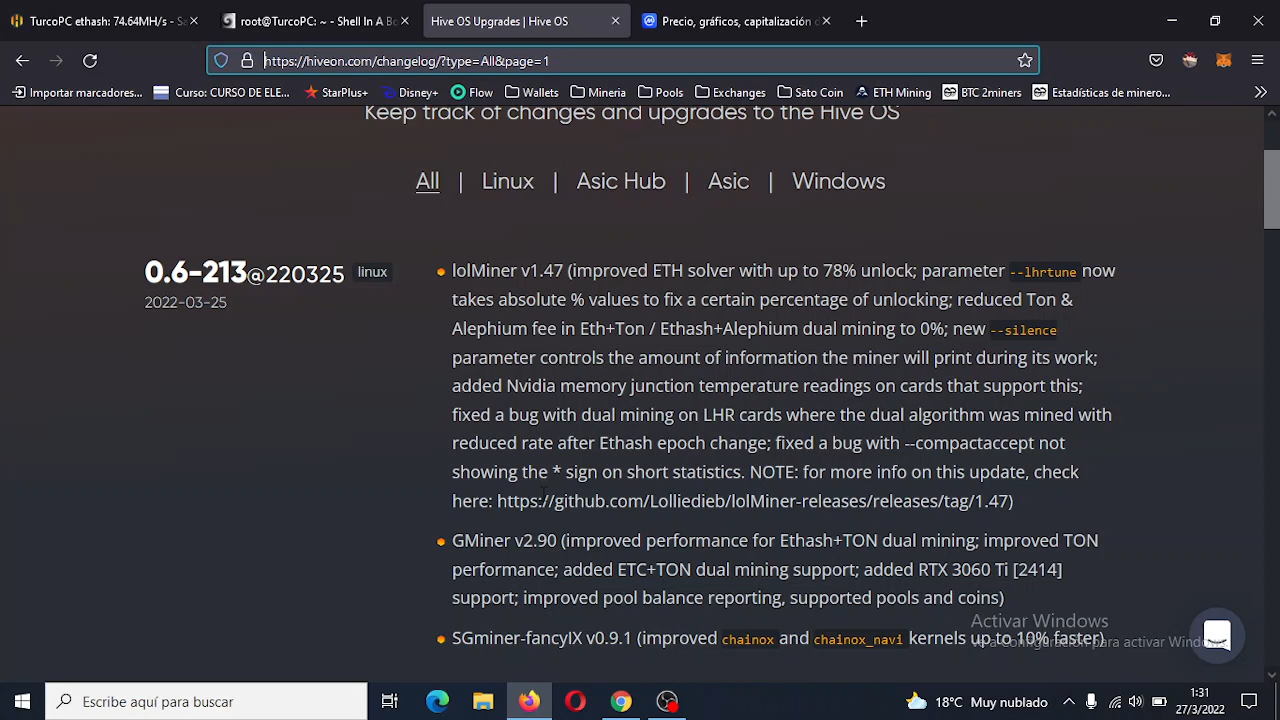 TurcoPC ethash: 74.64MH/s - Sa
root@TurcoPC: ~ - Shell In A Bo
Hive OS Upgrades | Hive OS
Precio, gráficos, capitalización d
https://hiveon.com/changelog/?type=All&page=1
Importar marcadores...
Curso: CURSO DE ELE...
StarPlus+
Disney+
Flow
Wallets
Mineria
Pools
Exchanges
Sato Coin
ETH Mining
BTC 2miners
Estadísticas de minero...
Keep track of changes and upgrades to the Hive OS
All | Linux | Asic Hub | Asic | Windows
0.6-213@220325 linux
2022-03-25
lolMiner v1.47 (improved ETH solver with up to 78% unlock; parameter --lhrtune now
takes absolute % values to fix a certain percentage of unlocking; reduced Ton &
Alephium fee in Eth+Ton / Ethash+Alephium dual mining to 0%; new --silence
parameter controls the amount of information the miner will print during its work;
added Nvidia memory junction temperature readings on cards that support this;
fixed a bug with dual mining on LHR cards where the dual algorithm was mined with
reduced rate after Ethash epoch change; fixed a bug with --compactaccept not
showing the * sign on short statistics. NOTE: for more info on this update, check
here: https://github.com/Lolliedieb/lolMiner-releases/releases/tag/1.47)
GMiner v2.90 (improved performance for Ethash+TON dual mining; improved TON
performance; added ETC+TON dual mining support; added RTX 3060 Ti [2414]
support; improved pool balance reporting, supported pools and coins)
SGminer-fancyIX v0.9.1 (improved chainox and chainox_navi kernels up to 10% faster)
Activar Windows
Ve a Configuración para activar Windows.
Escribe aquí para buscar
18°C Muy nublado
1:31
27/3/2022